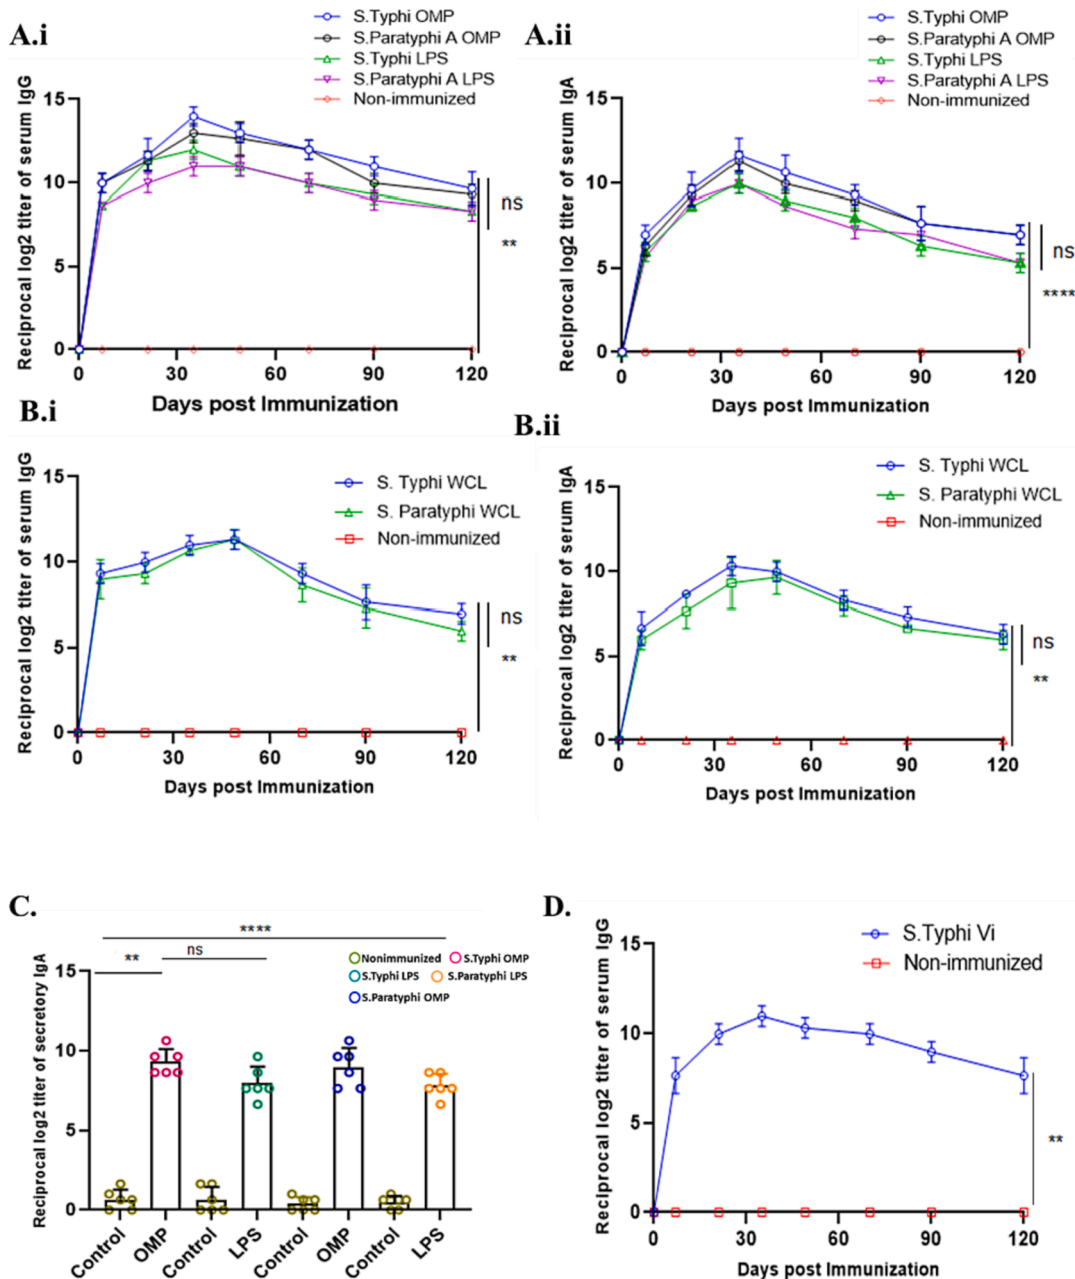 A.i
S.Typhi OMP
S.Paratyphi A OMP
S.Typhi LPS
S.Paratyphi A LPS
Non-immunized
Reciprocal log2 titer of serum IgG
15
10
5
0
0 30 60 90 120
Days post Immunization
ns
**
A.ii
S.Typhi OMP
S.Paratyphi A OMP
S.Typhi LPS
S.Paratyphi A LPS
Non-immunized
Reciprocal log2 titer of serum IgA
15
10
5
0
0 30 60 90 120
Days post Immunization
ns
****
B.i
S. Typhi WCL
S. Paratyphi WCL
Non-immunized
Reciprocal log2 titer of serum IgG
15
10
5
0
0 30 60 90 120
Days post Immunization
ns
**
B.ii
S. Typhi WCL
S. Paratyphi WCL
Non-immunized
Reciprocal log2 titer of serum IgA
15
10
5
0
0 30 60 90 120
Days post Immunization
ns
**
C.
****
** ns
Nonimmunized S.Typhi OMP
S.Typhi LPS S.Paratyphi LPS
S.Paratyphi OMP
Reciprocal log2 titer of secretory IgA
15
10
5
0
Control OMP Control LPS Control OMP Control LPS
D.
S.Typhi Vi
Non-immunized
Reciprocal log2 titer of serum IgG
15
10
5
0
0 30 60 90 120
Days post Immunization
**